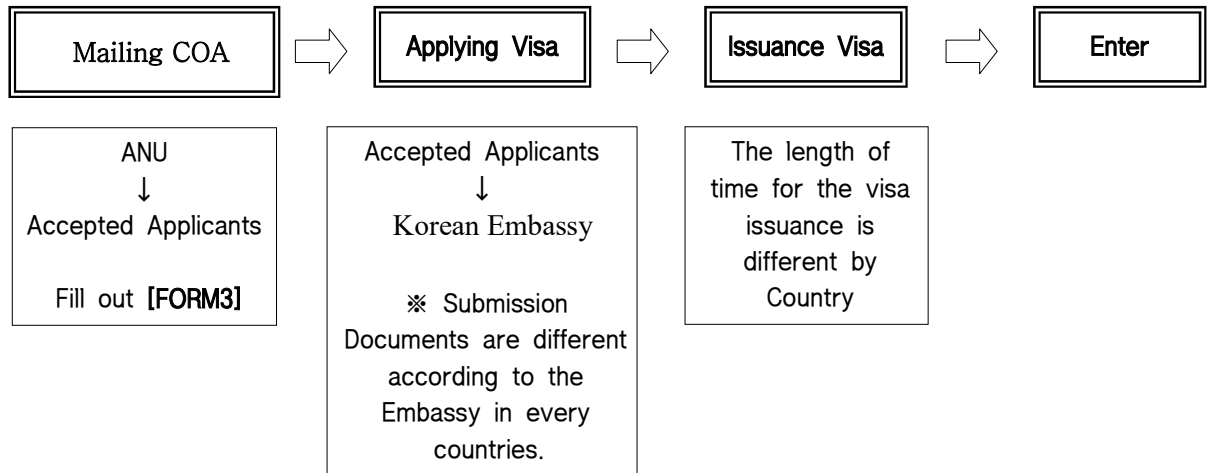 Mailing COA
Applying Visa
Issuance Visa
Enter
ANU
↓
Accepted Applicants
Fill out [FORM3]
Accepted Applicants
↓
Korean Embassy
※ Submission
Documents are different
according to the
Embassy in every
countries.
The length of
time for the visa
issuance is
different by
Country